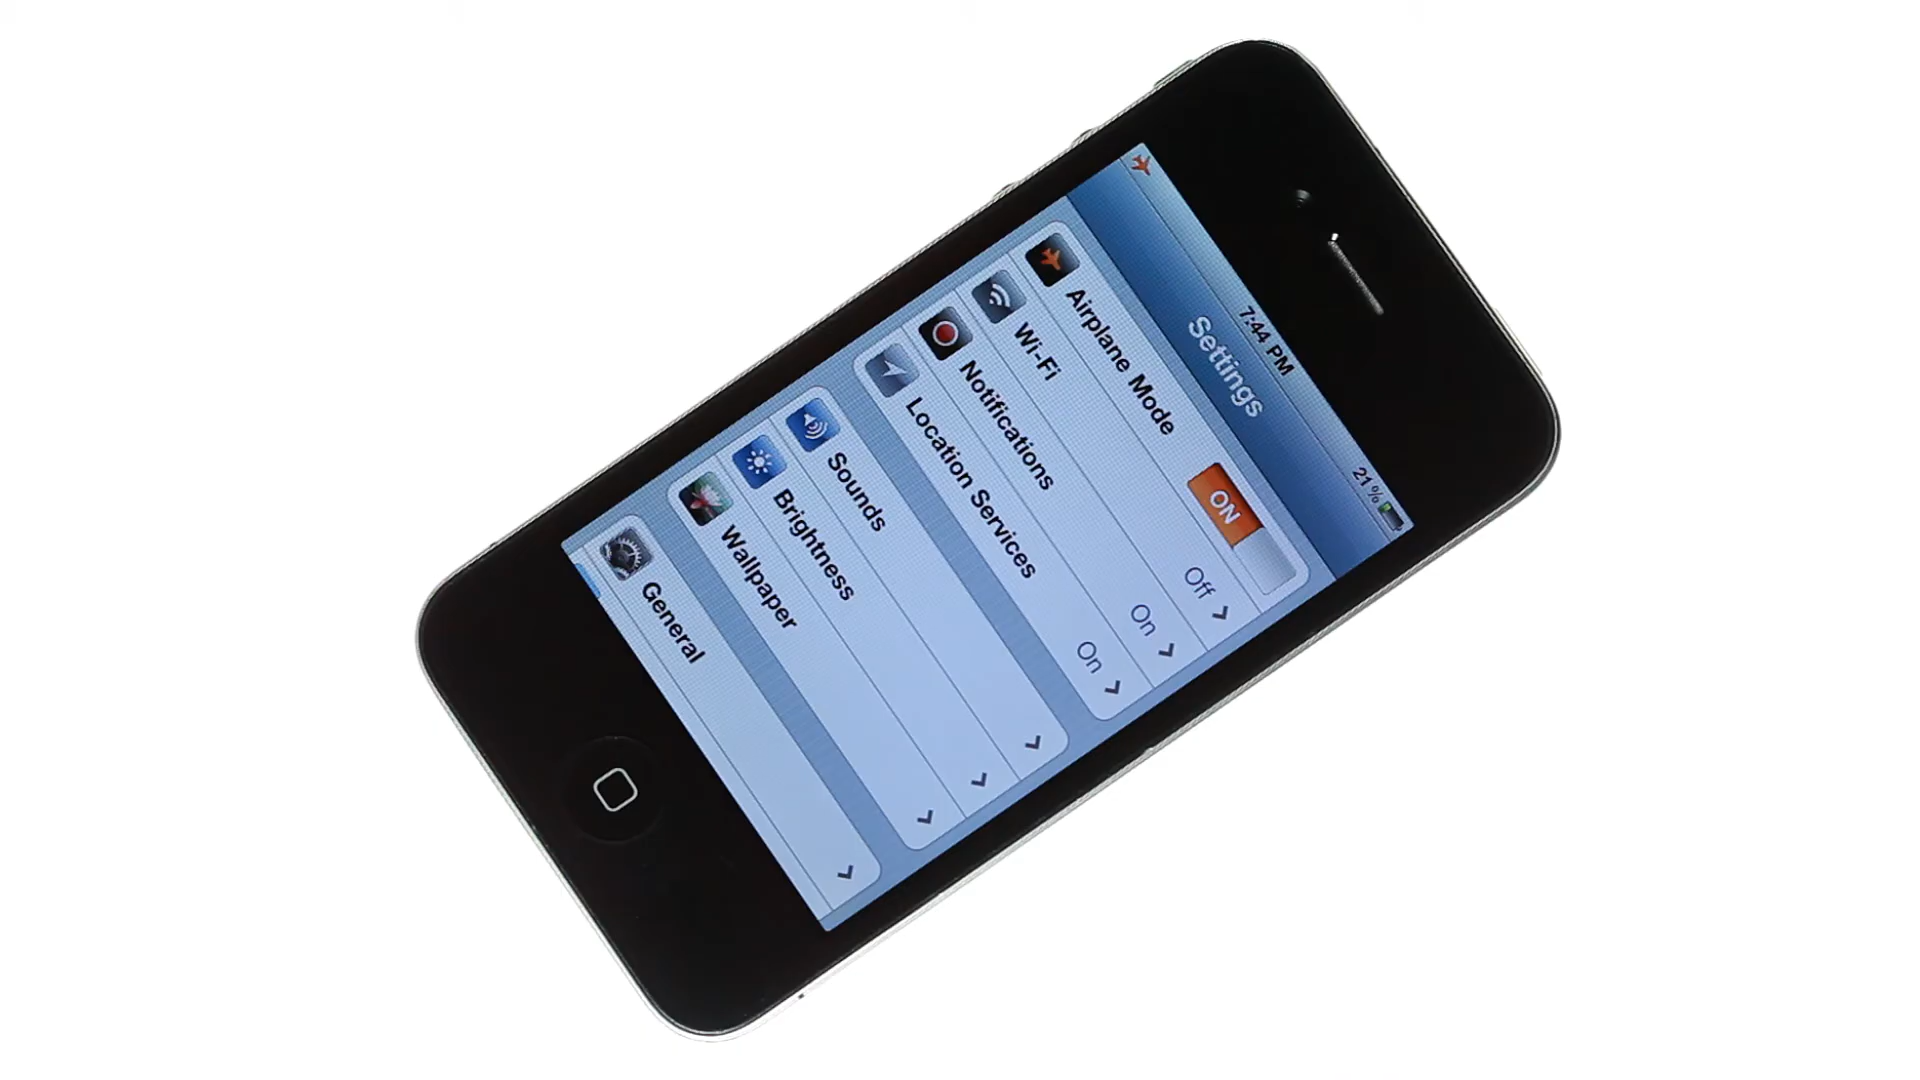 7:44 PM
21%
Settings
Airplane Mode
ON
Wi-Fi
Off
Notifications
On
Location Services
On
Sounds
Brightness
Wallpaper
General